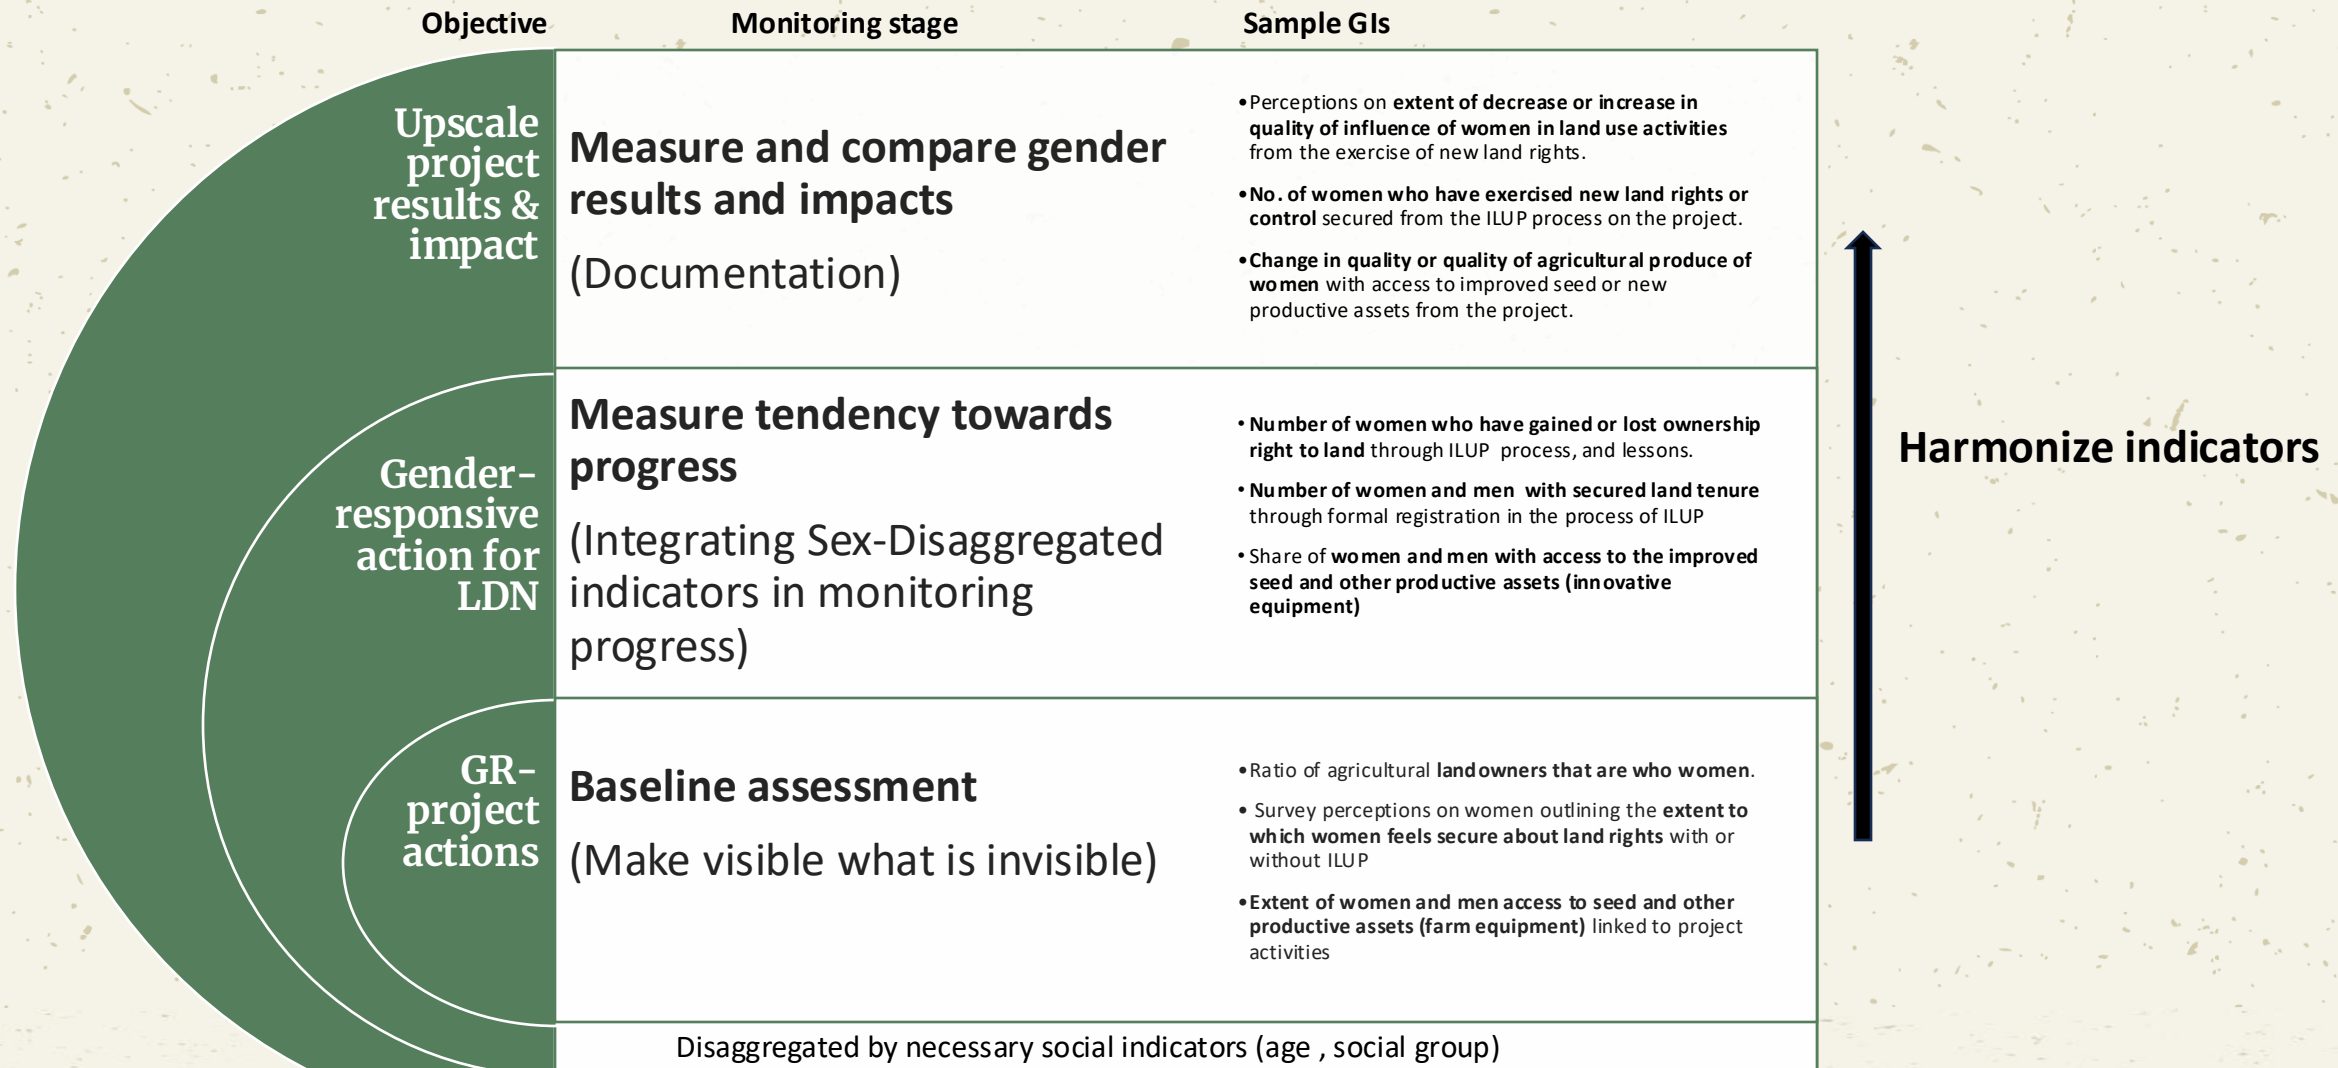 Objective
Monitoring stage
Sample GIs
Upscale
project
results &
impact
Measure and compare gender
results and impacts
(Documentation)
•Perceptions on extent of decrease or increase in
quality of influence of women in land use activities
from the exercise of new land rights.
•No. of women who have exercised new land rights or
control secured from the ILUP process on the project.
•Change in quality or quality of agricultural produce of
women with access to improved seed or new
productive assets from the project.
Gender-
responsive
action for
LDN
Measure tendency towards
progress
(Integrating Sex-Disaggregated
indicators in monitoring
progress)
• Number of women who have gained or lost ownership
right to land through ILUP process, and lessons.
• Number of women and men with secured land tenure
through formal registration in the process of ILUP
• Share of women and men with access to the improved
seed and other productive assets (innovative
equipment)
Harmonize indicators
GR-
project
actions
Baseline assessment
(Make visible what is invisible)
•Ratio of agricultural landowners that are who women.
• Survey perceptions on women outlining the extent to
which women feels secure about land rights with or
without ILUP
•Extent of women and men access to seed and other
productive assets (farm equipment) linked to project
activities
Disaggregated by necessary social indicators (age , social group)